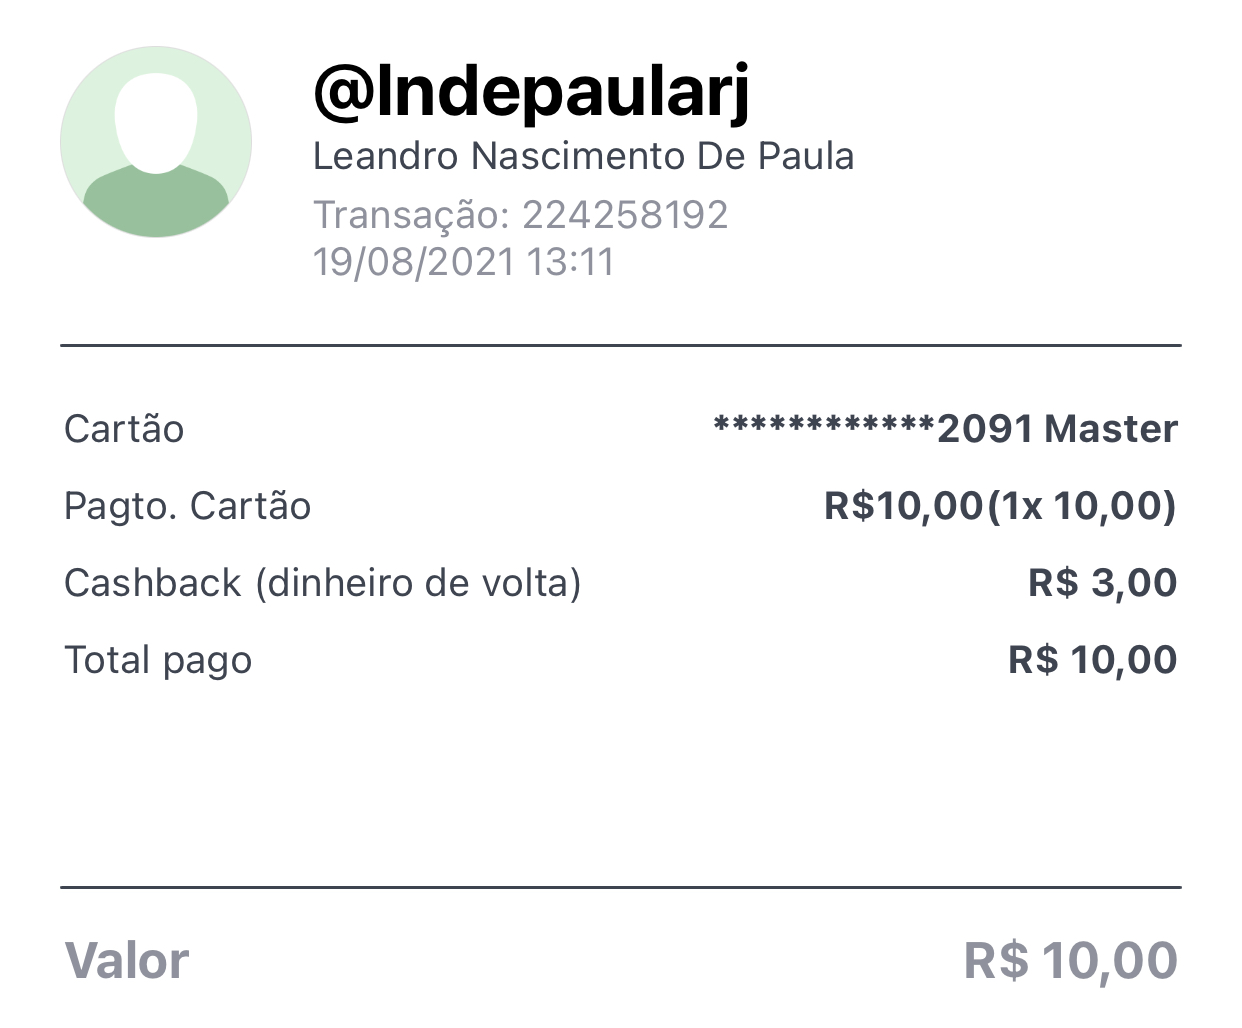 @lndepaularj
Leandro Nascimento De Paula
Transação: 224258192
19/08/2021 13:11
Cartão ************2091 Master
Pagto. Cartão R$10,00(1x 10,00)
Cashback (dinheiro de volta) R$ 3,00
Total pago R$ 10,00
Valor R$ 10,00